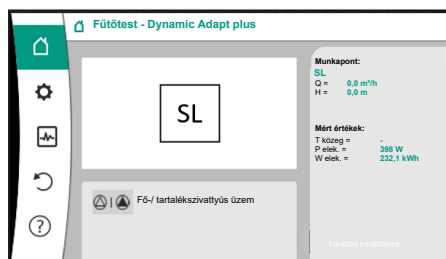 Fűtőtest - Dynamic Adapt plus
SL
Fő-/ tartalékszivattyús üzem
Munkapont:
SL
Q = 0,0 m³/h
H = 0,0 m
Mért értékek:
T közeg = -
P elek. = 398 W
W elek. = 232,1 kWh
További beállítások